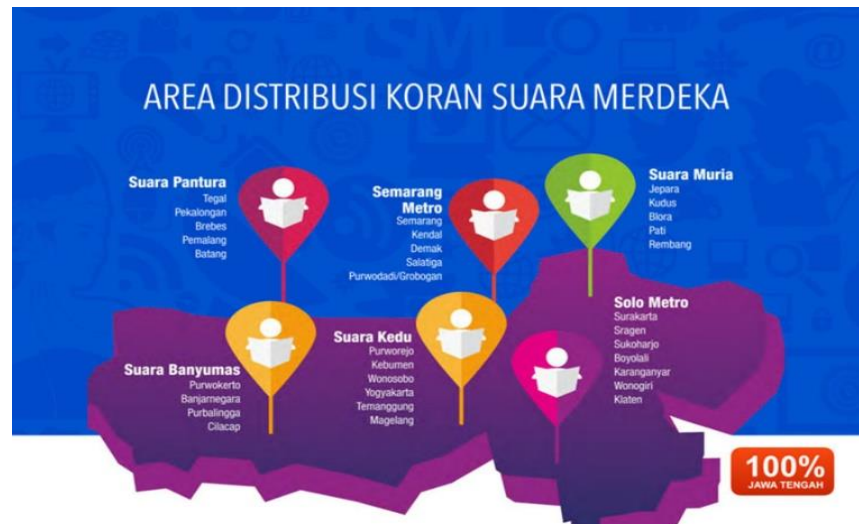 AREA DISTRIBUSI KORAN SUARA MERDEKA
Suara Pantura
Tegal
Pekalongan
Brebes
Pemalang
Batang
Semarang
Metro
Semarang
Kendal
Demak
Salatiga
Purwodadi/Grobogan
Suara Muria
Jepara
Kudus
Blora
Pati
Rembang
Suara Banyumas
Purwokerto
Banjarnegara
Purbalingga
Cilacap
Suara Kedu
Purworejo
Kebumen
Wonosobo
Yogyakarta
Temanggung
Magelang
Solo Metro
Surakarta
Sragen
Sukoharjo
Boyolali
Karanganyar
Wonogiri
Klaten
100%
JAWA TENGAH